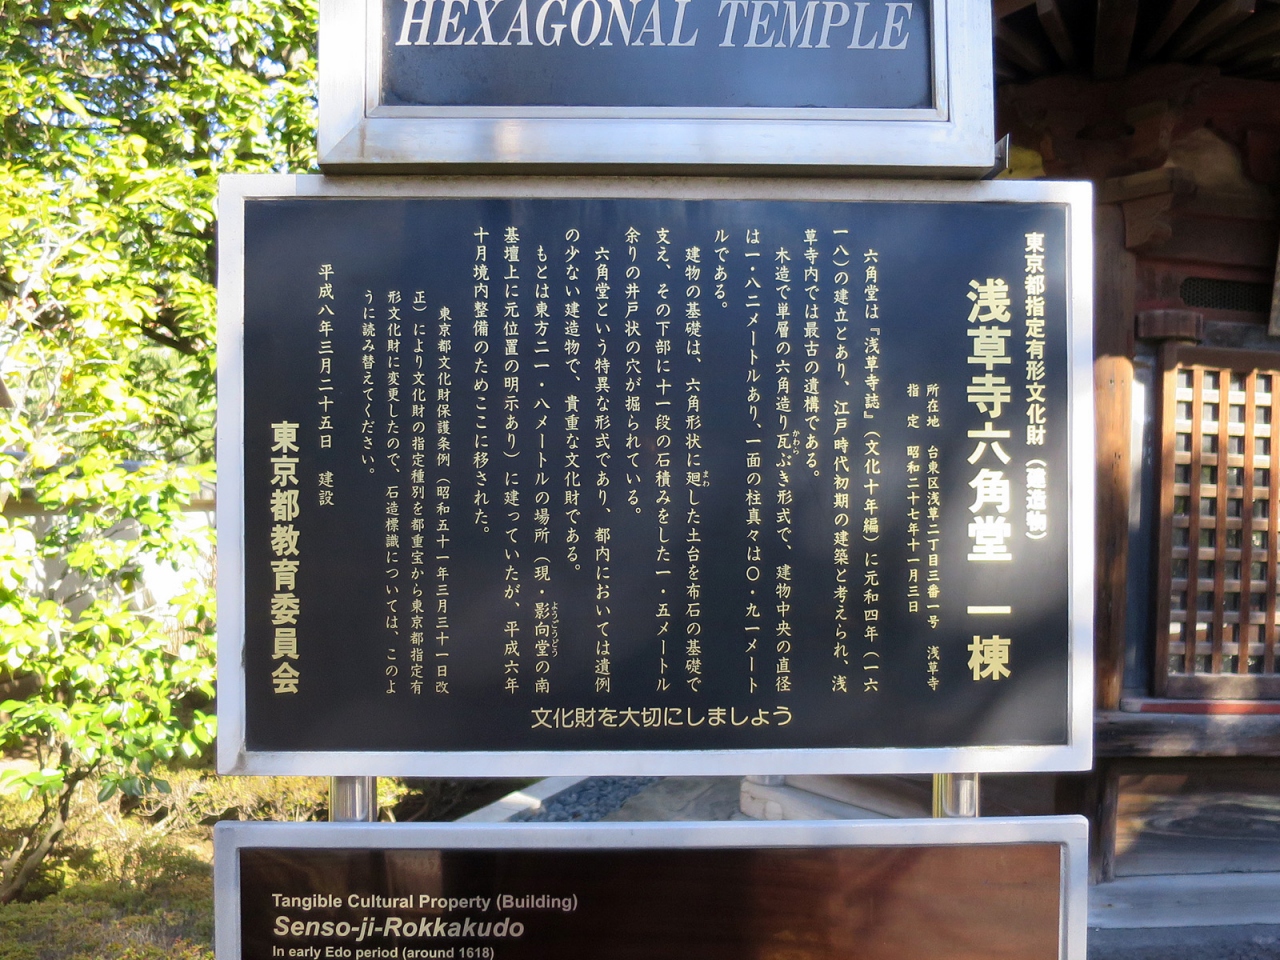 HEXAGONAL TEMPLE
東京都指定有形文化財（建造物）
浅草寺六角堂 一棟
所在地 台東区浅草二丁目三番一号 浅草寺
指 定 昭和二十七年十一月三日
六角堂は『浅草寺誌』（文化十年編）に元和四年（一六
一八）の建立とあり、江戸時代初期の建築と考えられ、浅
草寺内では最古の遺構である。
木造で単層の六角造り瓦ぶき形式で、建物中央の直径
かわら
は一・八二メートルあり、一面の柱真々は〇・九一メート
ルである。
建物の基礎は、六角形状に廻した土台を布石の基礎で
まわ
支え、その下部に十一段の石積みをした一・五メートル
余りの井戸状の穴が掘られている。
六角堂という特異な形式であり、都内においては遺例
の少ない建造物で、貴重な文化財である。
もとは東方二一・八メートルの場所（現・影向堂の南
ようごうどう
基壇上に元位置の明示あり）に建っていたが、平成六年
十月境内整備のためここに移された。
東京都文化財保護条例（昭和五十一年三月三十一日改
正）により文化財の指定種別を都重宝から東京都指定有
形文化財に変更したので、石造標識については、このよ
うに読み替えてください。
平成八年三月二十五日 建設
東京都教育委員会
文化財を大切にしましょう
Tangible Cultural Property (Building)
Senso-ji-Rokkakudo
In early Edo period (around 1618)